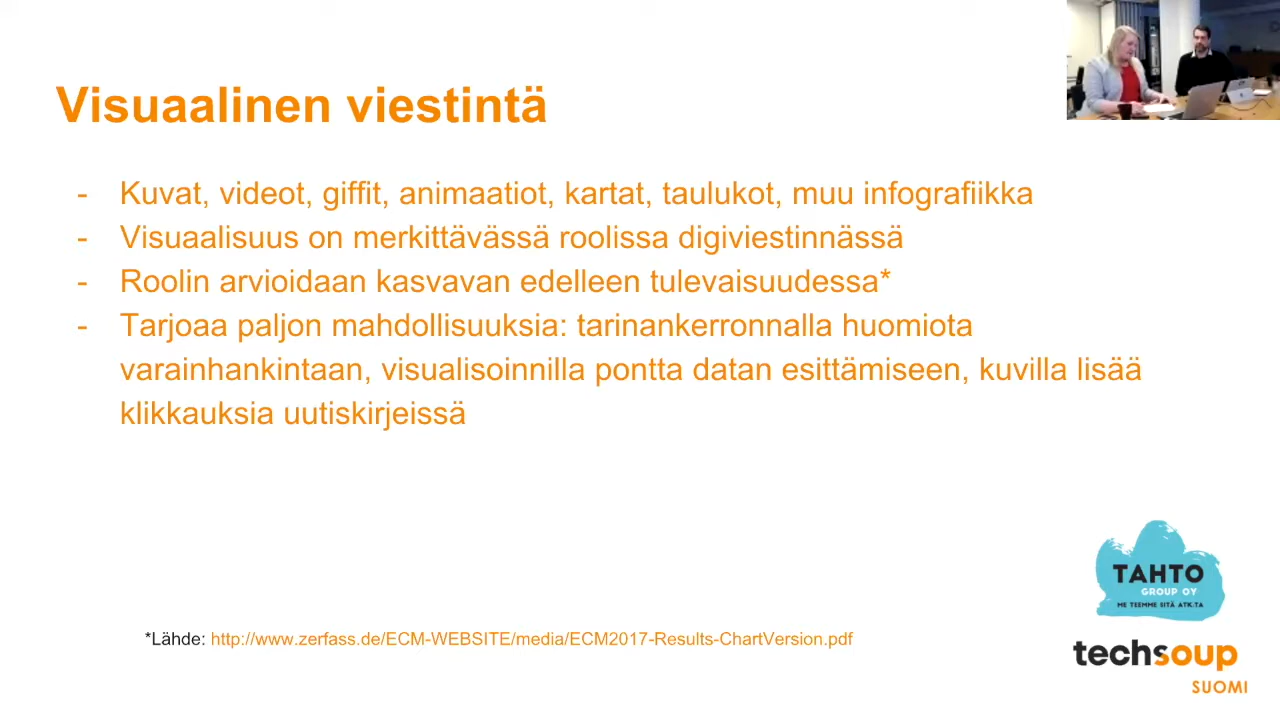 Visuaalinen viestintä
- Kuvat, videot, giffit, animaatiot, kartat, taulukot, muu infografiikka
- Visuaalisuus on merkittävässä roolissa digiviestinnässä
- Roolin arvioidaan kasvavan edelleen tulevaisuudessa*
- Tarjoaa paljon mahdollisuuksia: tarinankerronnalla huomiota
varainhankintaan, visualisoinnilla pontta datan esittämiseen, kuvilla lisää
klikkauksia uutiskirjeissä
TAHTO
GROUP OY
ME TEEMME SITÄ ATK:TA
*Lähde: http://www.zerfass.de/ECM-WEBSITE/media/ECM2017-Results-ChartVersion.pdf
techsoup
SUOMI